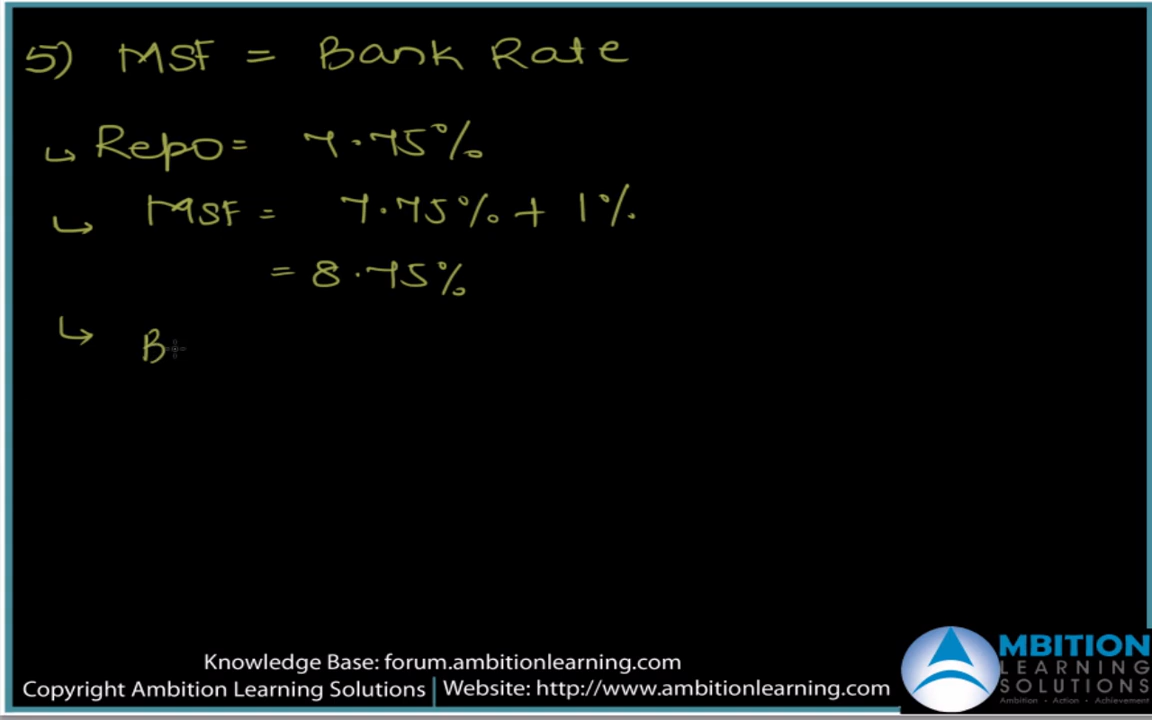 5) MSF = Bank Rate
↳ Repo = 7.75%
↳ MSF = 7.75% + 1%
= 8.75%
↳ B
Knowledge Base: forum.ambitionlearning.com
Copyright Ambition Learning Solutions | Website: http://www.ambitionlearning.com
AMBITION
LEARNING
SOLUTIONS
Ambition • Action • Achievement